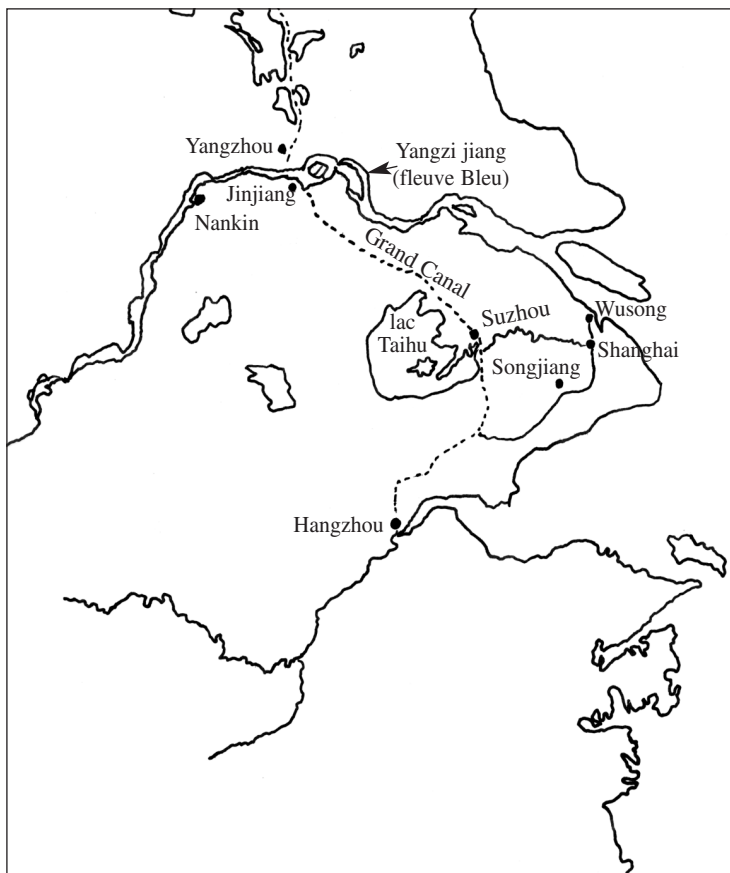 Yangzhou
Yangzi jiang
(fleuve Bleu)
Jinjiang
Nankin
Grand Canal
lac
Taihu
Suzhou
Wusong
Shanghai
Songjiang
Hangzhou